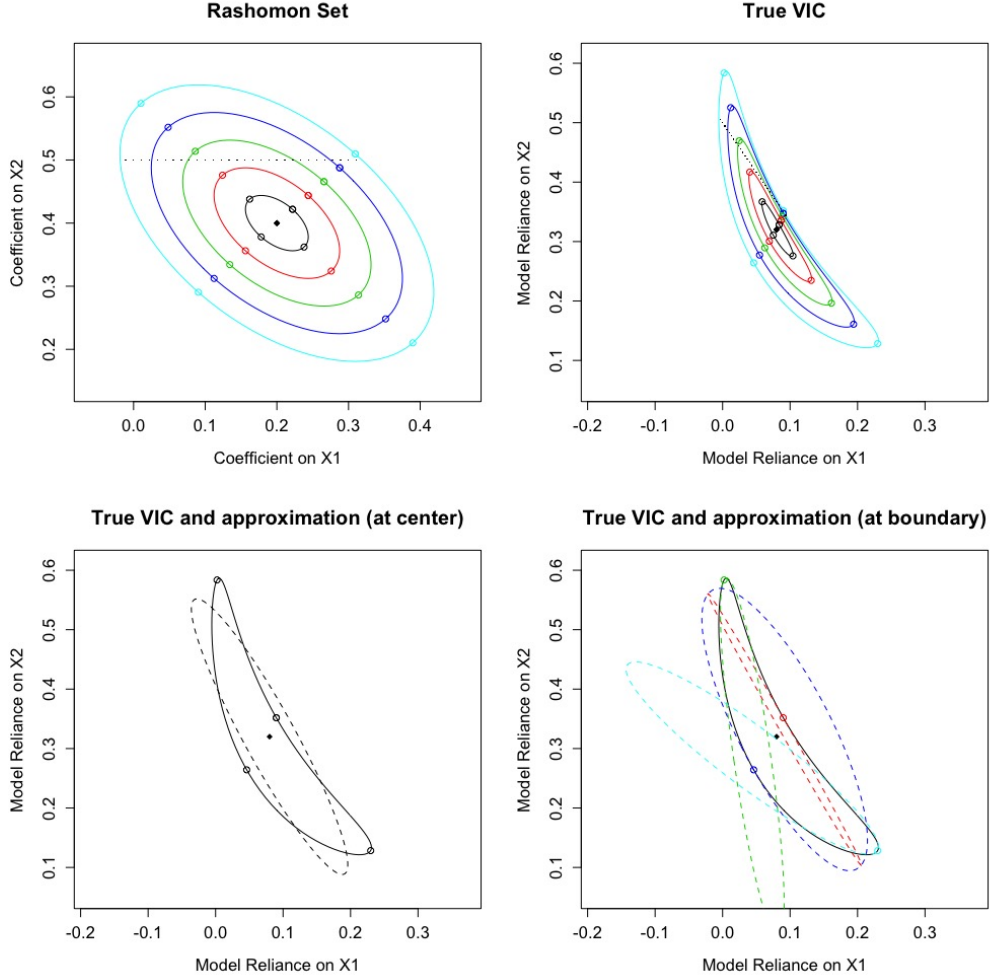 Rashomon Set
Coefficient on X2
0.2 0.3 0.4 0.5 0.6
0.0 0.1 0.2 0.3 0.4
Coefficient on X1
True VIC
Model Reliance on X2
0.1 0.2 0.3 0.4 0.5 0.6
-0.2 -0.1 0.0 0.1 0.2 0.3
Model Reliance on X1
True VIC and approximation (at center)
Model Reliance on X2
0.1 0.2 0.3 0.4 0.5 0.6
-0.2 -0.1 0.0 0.1 0.2 0.3
Model Reliance on X1
True VIC and approximation (at boundary)
Model Reliance on X2
0.1 0.2 0.3 0.4 0.5 0.6
-0.2 -0.1 0.0 0.1 0.2 0.3
Model Reliance on X1